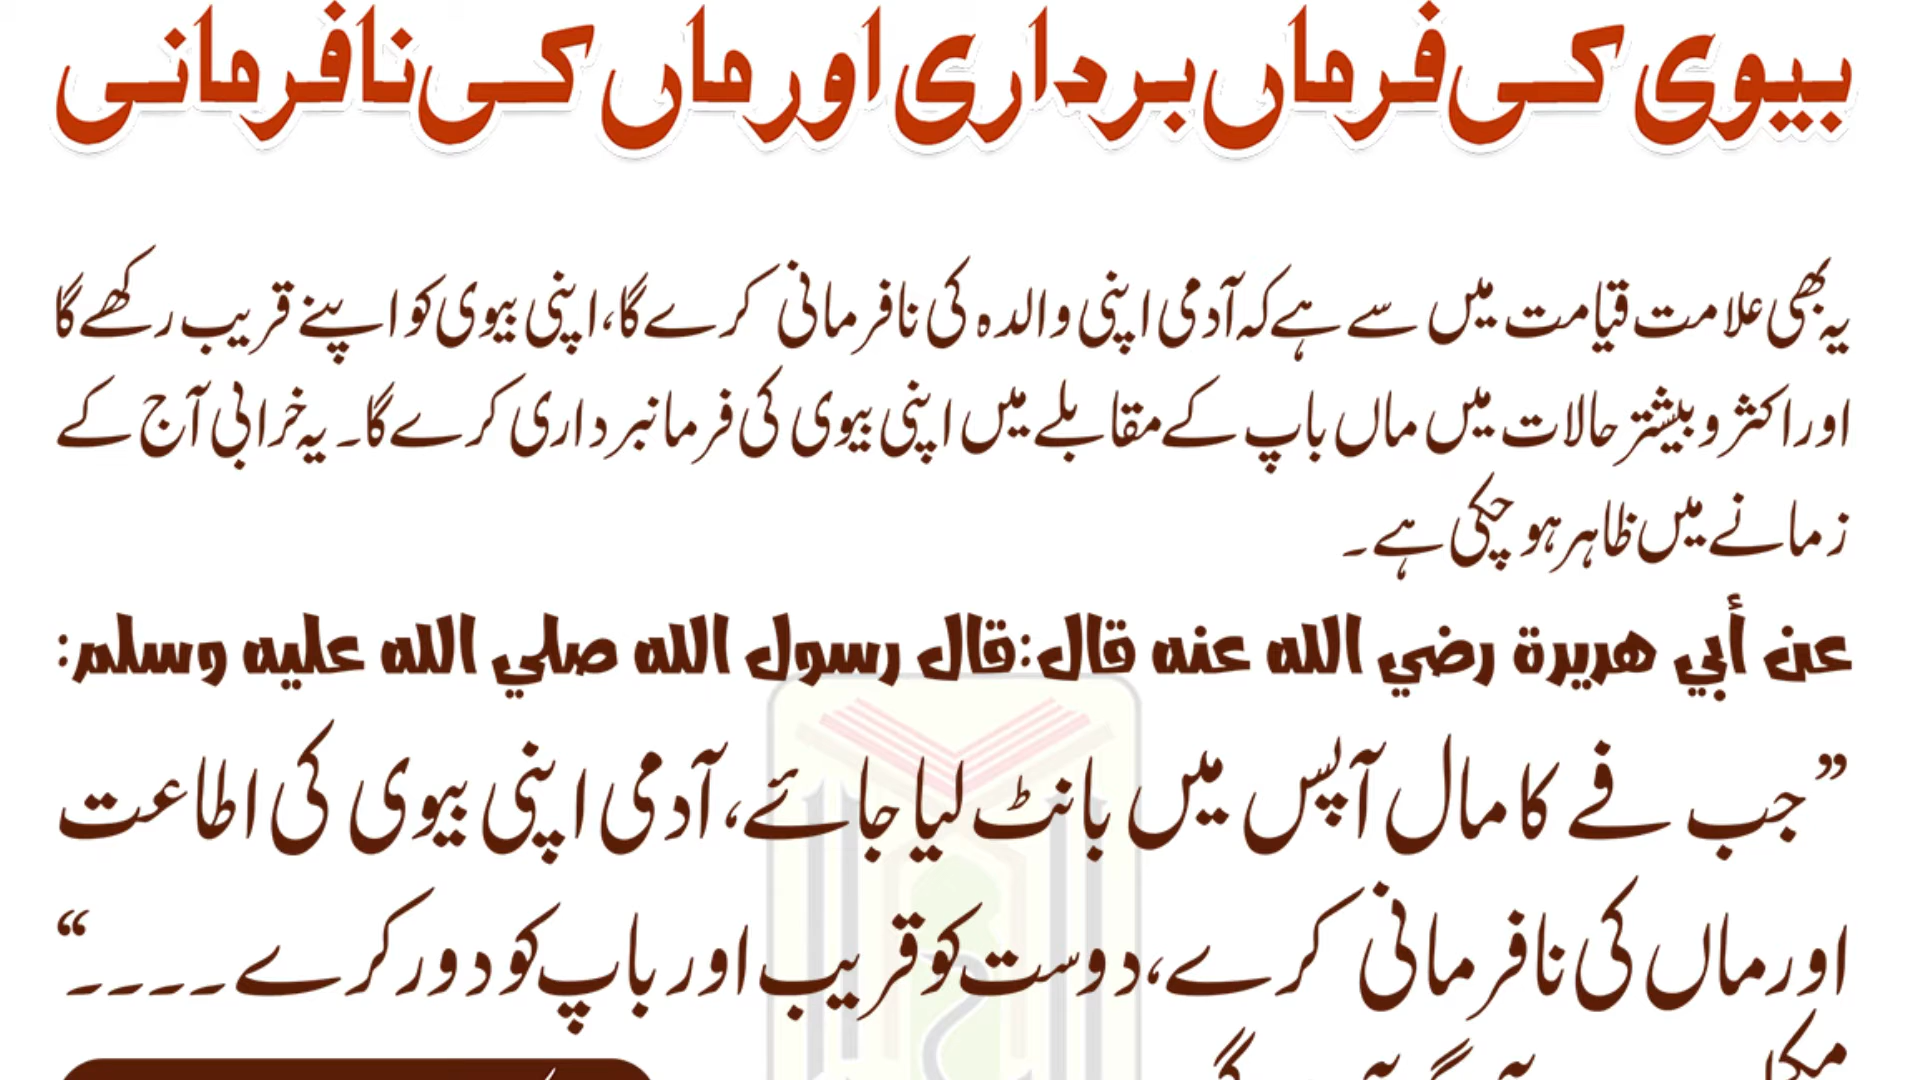 بیوی کی فرماں برداری اور ماں کی نافرمانی
یہ بھی علامت قیامت میں سے ہے کہ آدمی اپنی والدہ کی نافرمانی کرے گا، اپنی بیوی کو اپنے قریب رکھے گا
اور اکثر و بیشتر حالات میں ماں باپ کے مقابلے میں اپنی بیوی کی فرمانبرداری کرے گا۔ یہ خرابی آج کے
زمانے میں ظاہر ہو چکی ہے۔
عن أبي هريرة رضي الله عنه قال: قال رسول الله صلي الله عليه وسلم:
”جب فے کا مال آپس میں بانٹ لیا جائے، آدمی اپنی بیوی کی اطاعت
اور ماں کی نافرمانی کرے، دوست کو قریب اور باپ کو دور کرے۔۔۔۔“